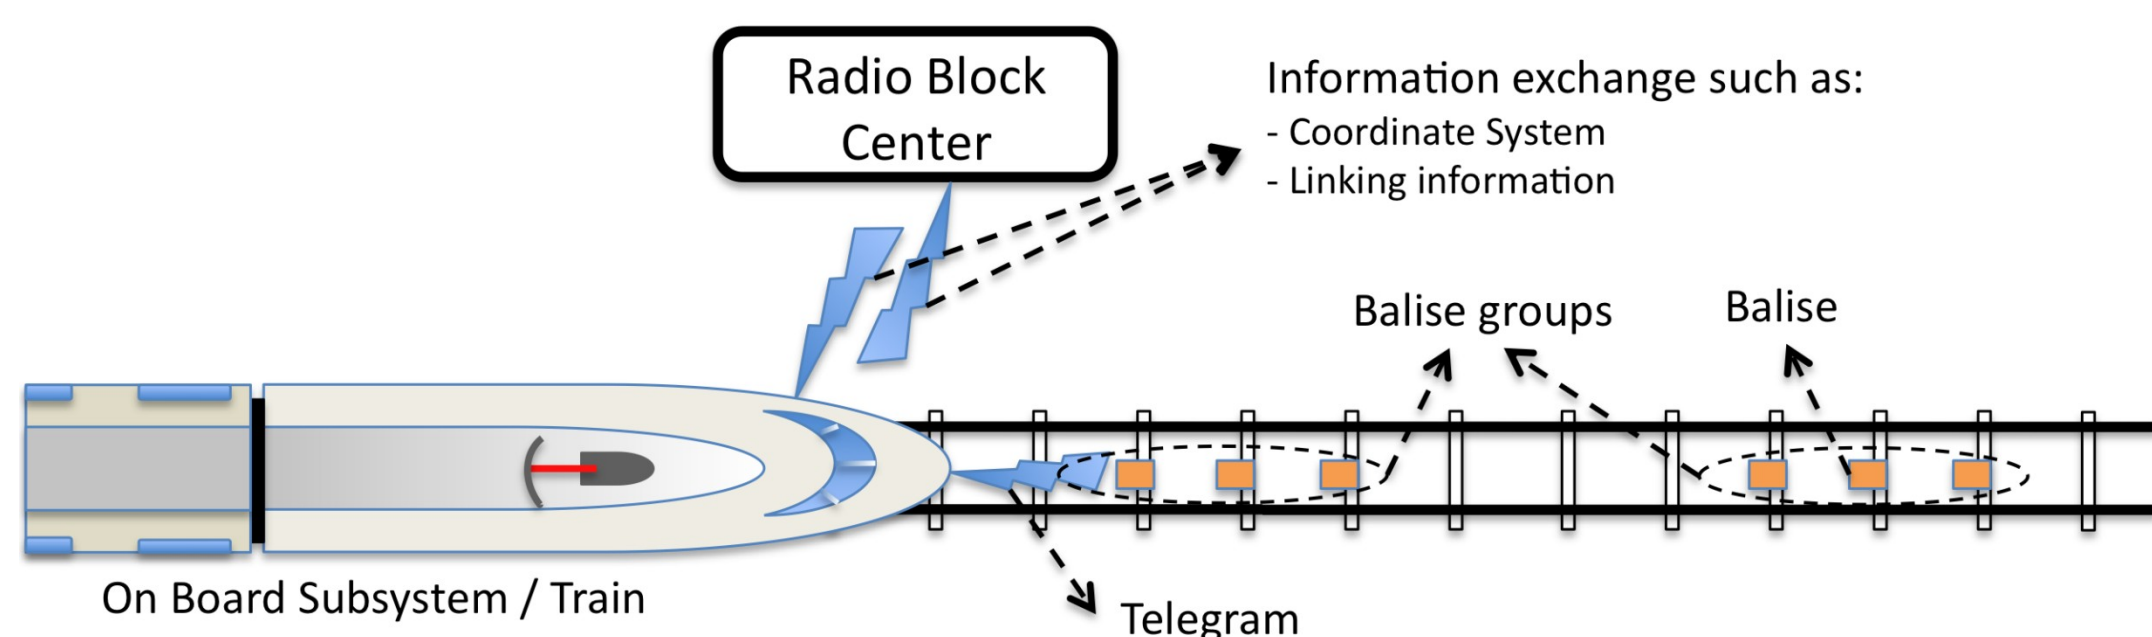 Radio Block
Center
Information exchange such as:
- Coordinate System
- Linking information
Balise groups
Balise
On Board Subsystem / Train
Telegram